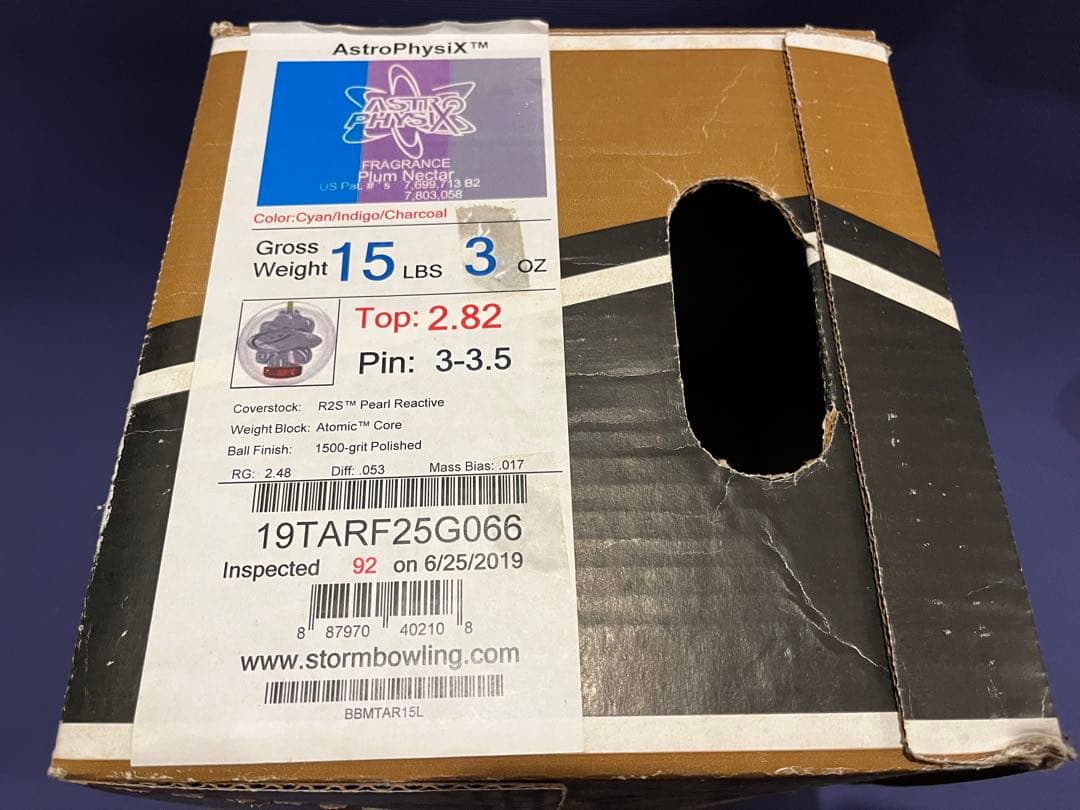 AstroPhysiX™
ASTRO
PHYSIX
FRAGRANCE
Plum Nectar
US Pat. # 's 7,699,713 B2
7,803,058
Color:Cyan/Indigo/Charcoal
Gross Weight 15 LBS 3 OZ
Top: 2.82
Pin: 3-3.5
Coverstock: R2S™ Pearl Reactive
Weight Block: Atomic™ Core
Ball Finish: 1500-grit Polished
RG: 2.48 Diff: .053 Mass Bias: .017
19TARF25G066
Inspected 92 on 6/25/2019
8 87970 40210 8
www.stormbowling.com
BBMTAR15L